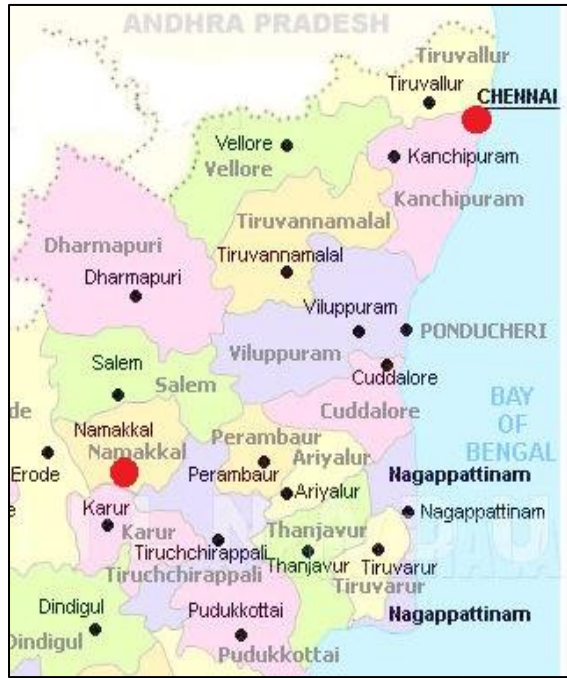 ANDHRA PRADESH
Tiruvallur
Tiruvallur
CHENNAI
Vellore
Kanchipuram
Vellore
Kanchipuram
Tiruvannamalal
Dharmapuri
Tiruvannamalal
Dharmapuri
Viluppuram
PONDUCHERI
Viluppuram
Salem
Cuddalore
Salem
BAY
OF
BENGAL
Cuddalore
de
Namakkal
Perambaur
Namakkal
Ariyalur
Erode
Perambaur
Nagappattinam
Ariyalur
e
Karur
Nagappattinam
Karur
Thanjavur
Tiruchchirappali
Thanjavur
Tiruvarur
Tiruchchirappali
Tiruvarur
Dindigul
Pudukkottai
Nagappattinam
Dindigul
Pudukkottai